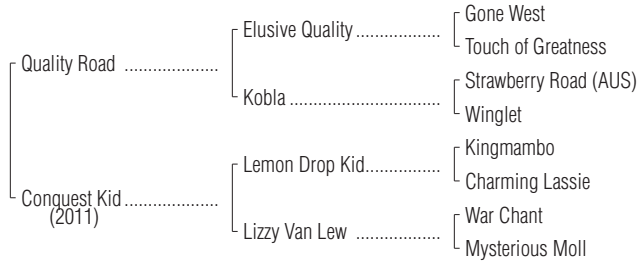 Gone West
Elusive Quality ..................
Touch of Greatness
Quality Road ....................
Strawberry Road (AUS)
Kobla ................................
Winglet
Kingmambo
Lemon Drop Kid................
Charming Lassie
Conquest Kid....................
(2011)
War Chant
Lizzy Van Lew ..................
Mysterious Moll